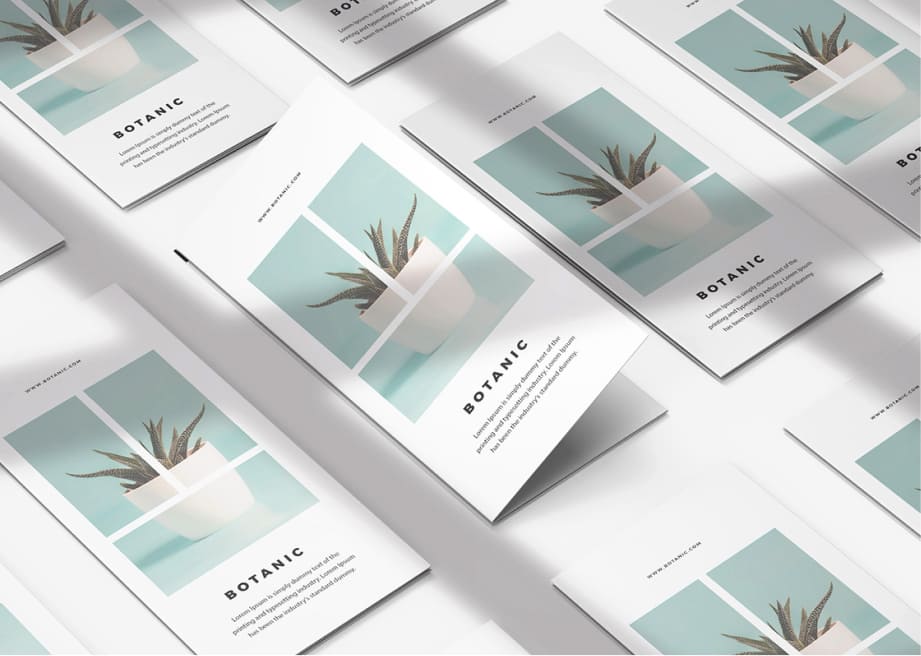 BOTANIC
Lorem Ipsum is simply dummy text of the
printing and typesetting industry. Lorem Ipsum
has been the industry's standard dummy.
BO
Lorem Ipsum is simply dummy text of the
printing and typesetting industry. Lorem Ipsum
has been the industry's standard dummy.
WWW.BOTANIC.COM
BOTANIC
Lorem Ipsum is simply dummy text of the
printing and typesetting industry. Lorem Ipsum
has been the industry's standard dummy.
WWW.BOTANIC.COM
BOTANIC
Lorem Ipsum is simply dummy text of the
printing and typesetting industry. Lorem Ipsum
has been the industry's standard dummy.
BO
WWW.BOTANIC.COM
BOTANIC
Lorem Ipsum is simply dummy text of the
printing and typesetting industry. Lorem Ipsum
has been the industry's standard dummy.
WWW.BOTANIC.COM
WWW.BOTANIC.CO